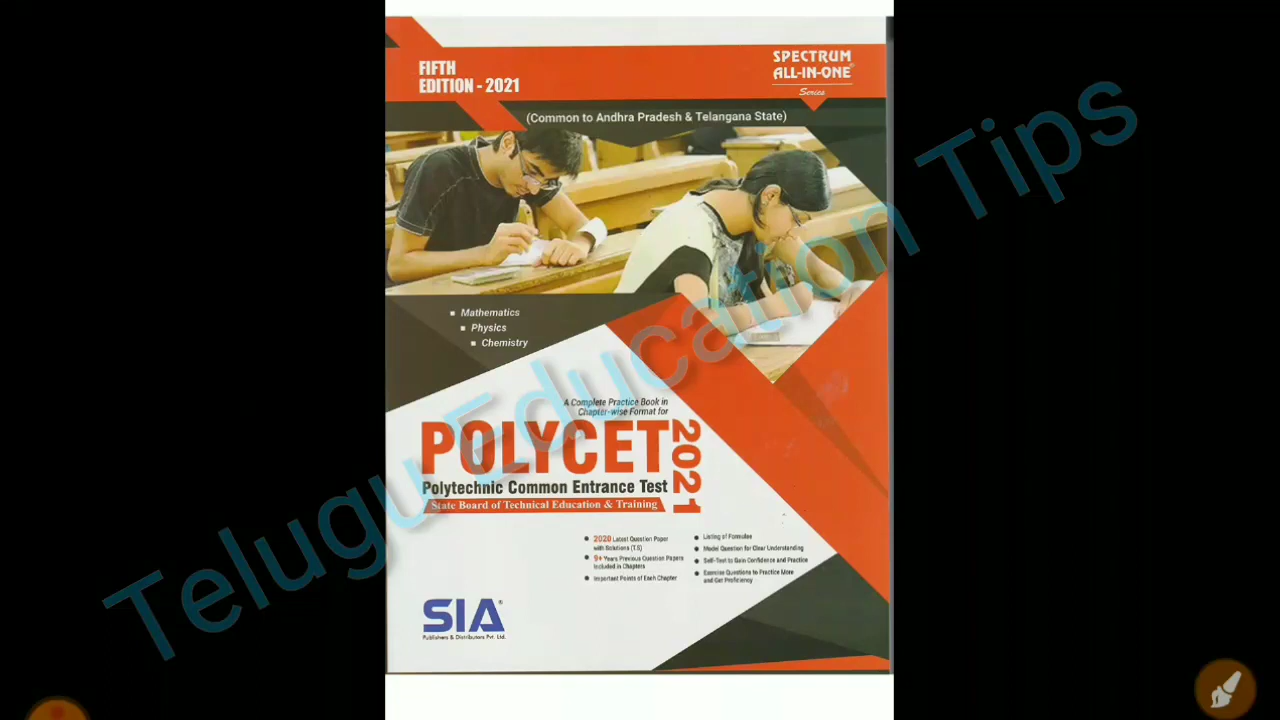 FIFTH
EDITION - 2021
SPECTRUM
ALL-IN-ONE®
Series
(Common to Andhra Pradesh & Telangana State)
Mathematics
Physics
Chemistry
A Complete Practice Book in
Chapter-wise Format for
POLYCET
2021
Polytechnic Common Entrance Test
State Board of Technical Education & Training
2020 Latest Question Paper
with Solutions (T.S)
9+ Years Previous Question Papers
Included in Chapters
Important Points of Each Chapter
Listing of Formulaes
Model Question for Clear Understanding
Self-Test to Gain Confidence and Practice
Exercise Questions to Practice More
and Get Proficiency
SIA®
Publishers & Distributors Pvt. Ltd.
Telugu Education Tips